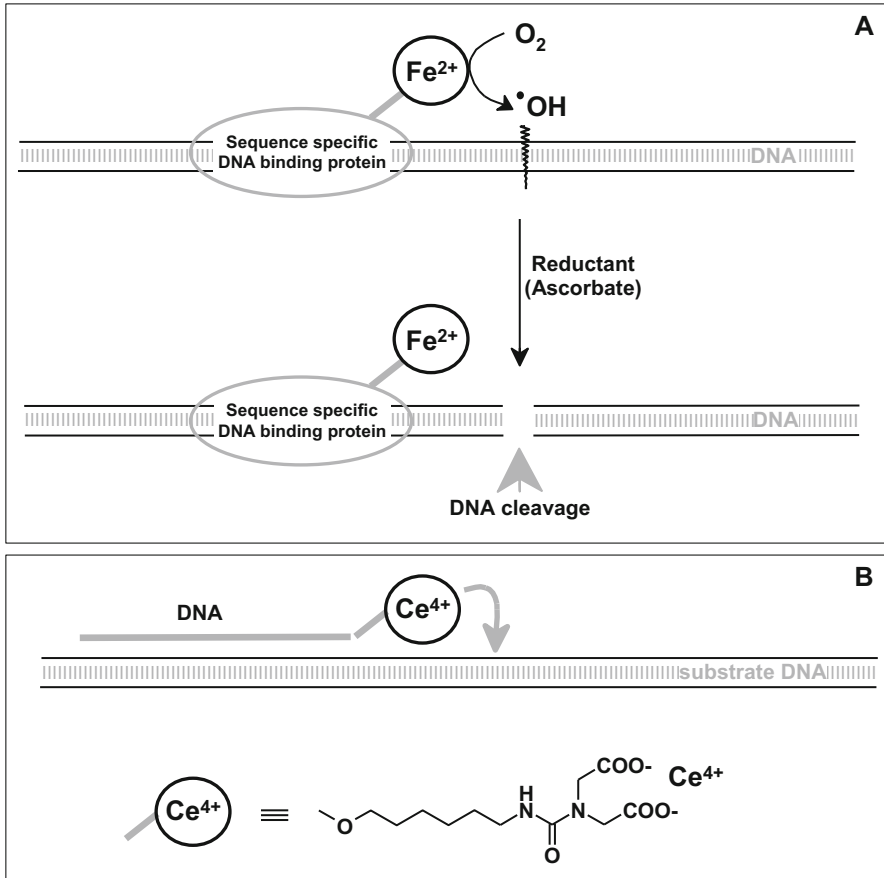 A
O2
Fe2+
•OH
Sequence specific
DNA binding protein
DNA
Reductant
(Ascorbate)
Fe2+
Sequence specific
DNA binding protein
DNA
DNA cleavage
B
DNA
Ce4+
substrate DNA
Ce4+
≡
O
H
N
O
N
COO-
COO-
Ce4+